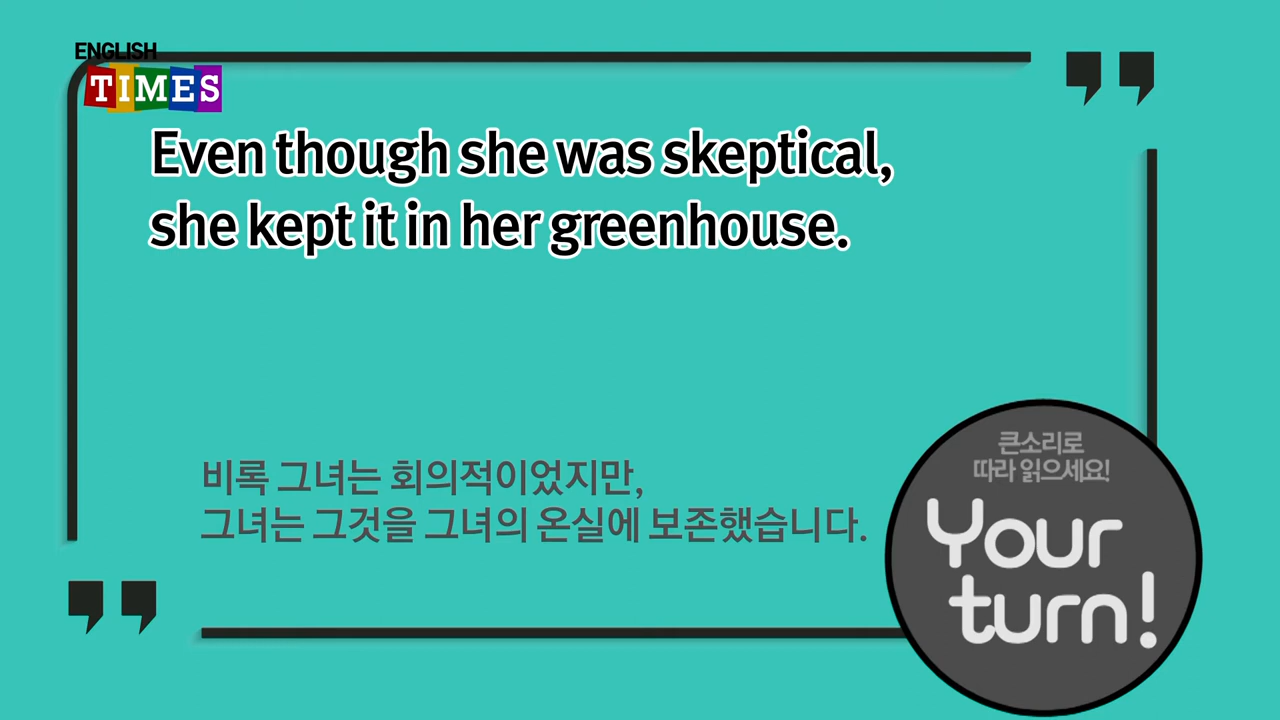 ENGLISH
TIMES
Even though she was skeptical,
she kept it in her greenhouse.
비록 그녀는 회의적이었지만,
그녀는 그것을 그녀의 온실에 보존했습니다.
큰소리로
따라 읽으세요!
Your
turn!